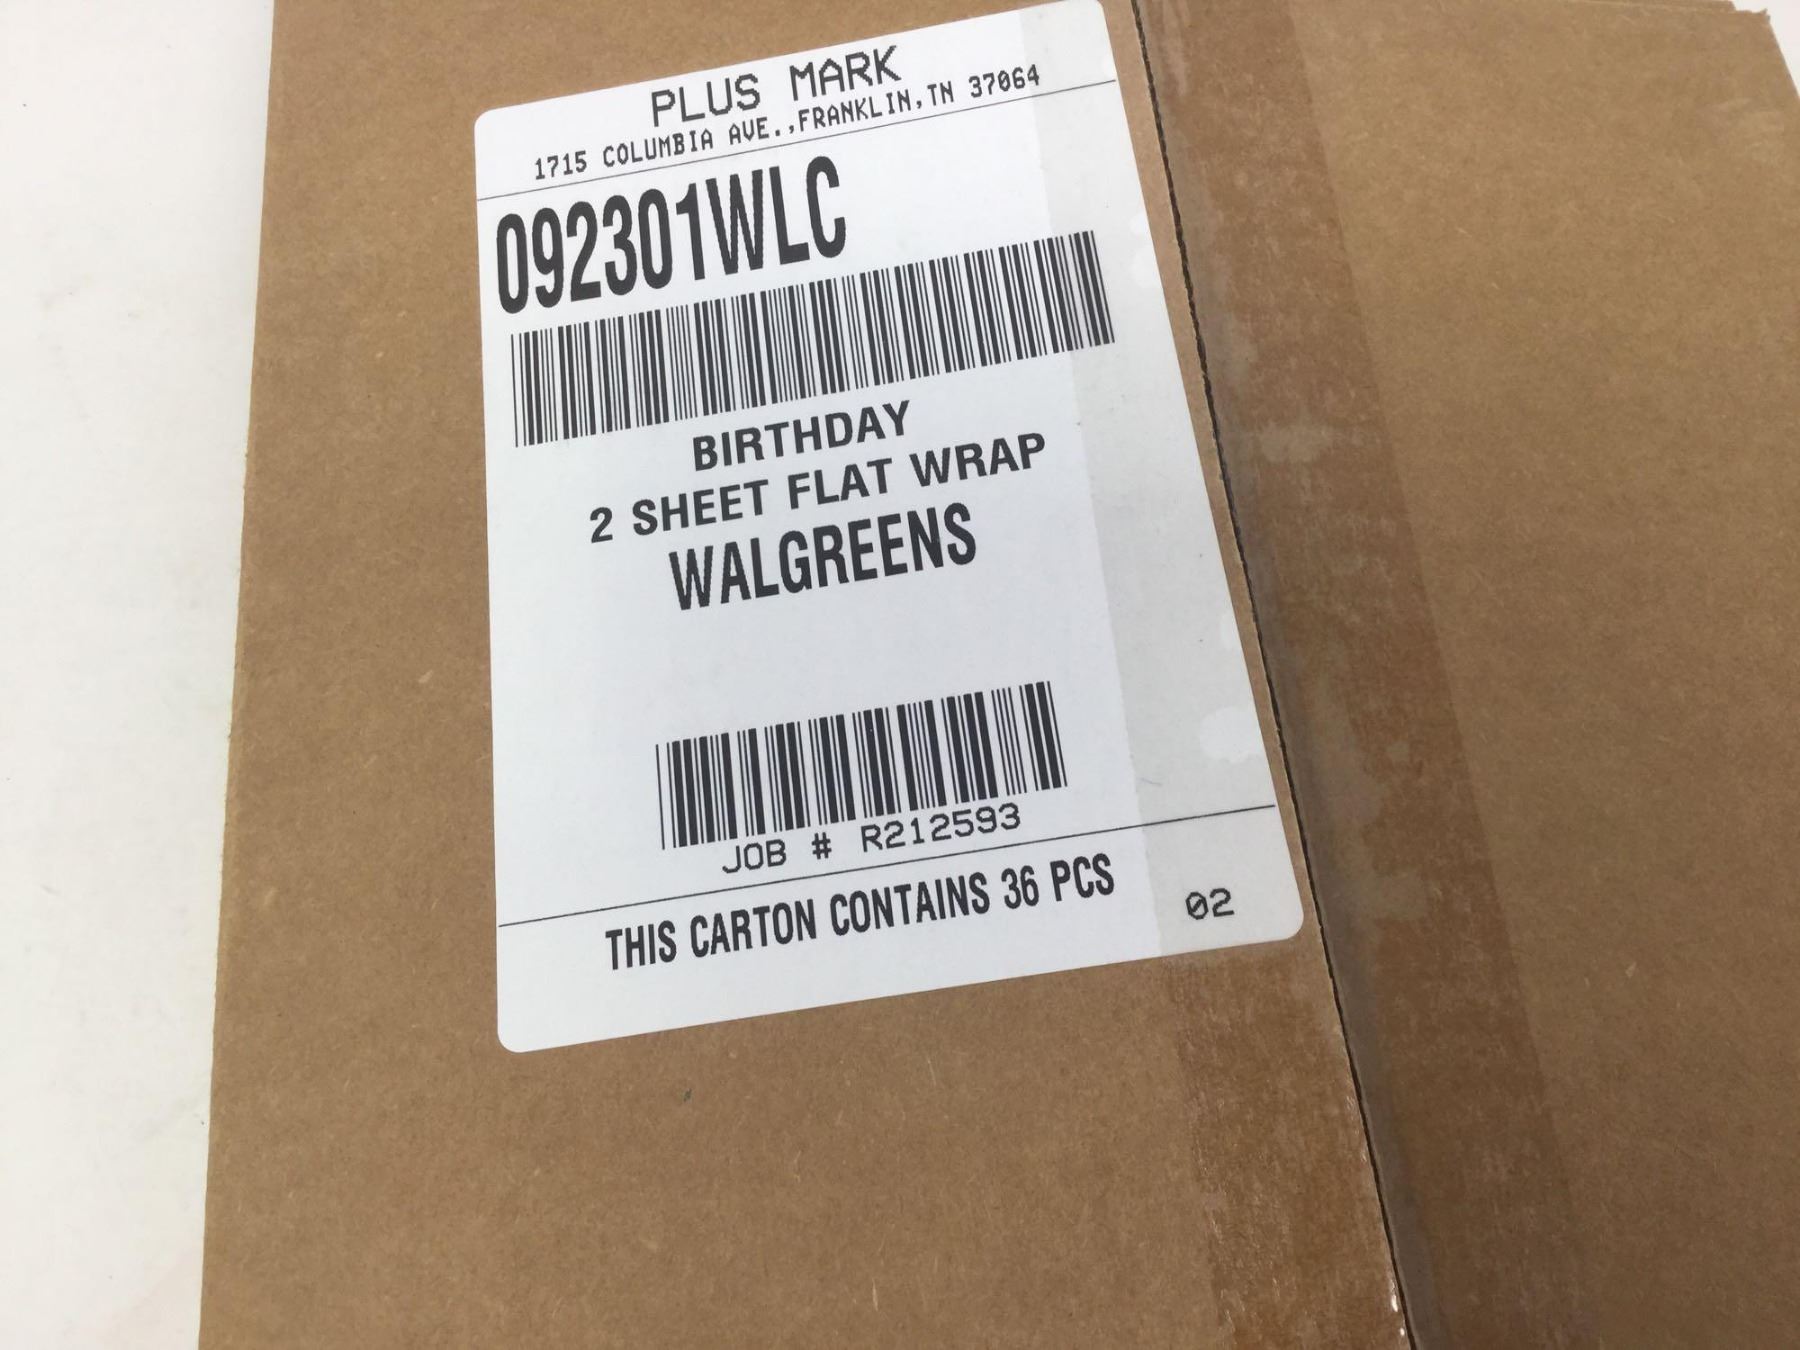 PLUS MARK
1715 COLUMBIA AVE.,FRANKLIN,TN 37064
092301WLC
BIRTHDAY
2 SHEET FLAT WRAP
WALGREENS
JOB # R212593
THIS CARTON CONTAINS 36 PCS
02